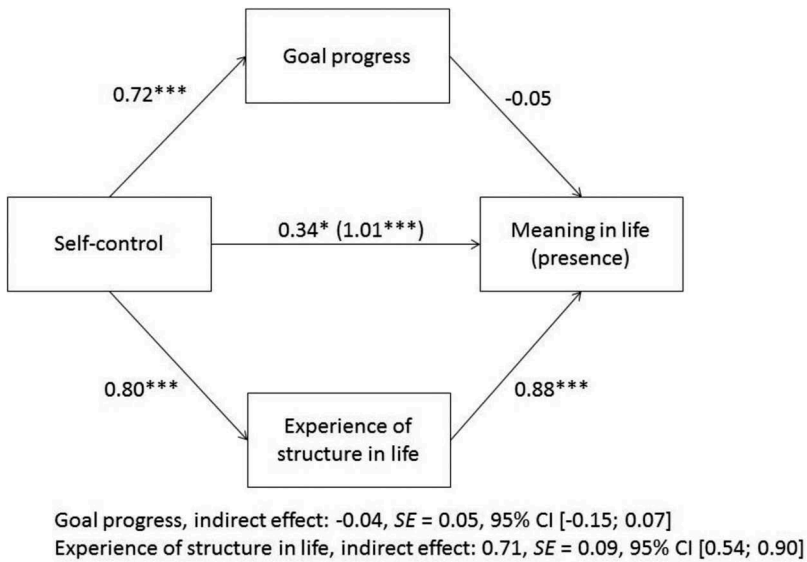 Goal progress
0.72***
-0.05
Self-control
0.34* (1.01***)
Meaning in life
(presence)
0.80***
0.88***
Experience of
structure in life
Goal progress, indirect effect: -0.04, SE = 0.05, 95% CI [-0.15; 0.07]
Experience of structure in life, indirect effect: 0.71, SE = 0.09, 95% CI [0.54; 0.90]